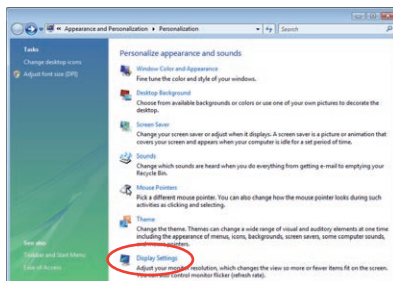 « Appearance and Personalization ▸ Personalization
Search
Tasks
Change desktop icons
Adjust font size (DPI)
See also
Taskbar and Start Menu
Ease of Access
Personalize appearance and sounds
Window Color and Appearance
Fine tune the color and style of your windows.
Desktop Background
Choose from available backgrounds or colors or use one of your own pictures to decorate the
desktop.
Screen Saver
Change your screen saver or adjust when it displays. A screen saver is a picture or animation that
covers your screen and appears when your computer is idle for a set period of time.
Sounds
Change which sounds are heard when you do everything from getting e-mail to emptying your
Recycle Bin.
Mouse Pointers
Pick a different mouse pointer. You can also change how the mouse pointer looks during such
activities as clicking and selecting.
Theme
Change the theme. Themes can change a wide range of visual and auditory elements at one time
including the appearance of menus, icons, backgrounds, screen savers, some computer sounds,
and mouse pointers.
Display Settings
Adjust your monitor resolution, which changes the view so more or fewer items fit on the screen.
You can also control monitor flicker (refresh rate).